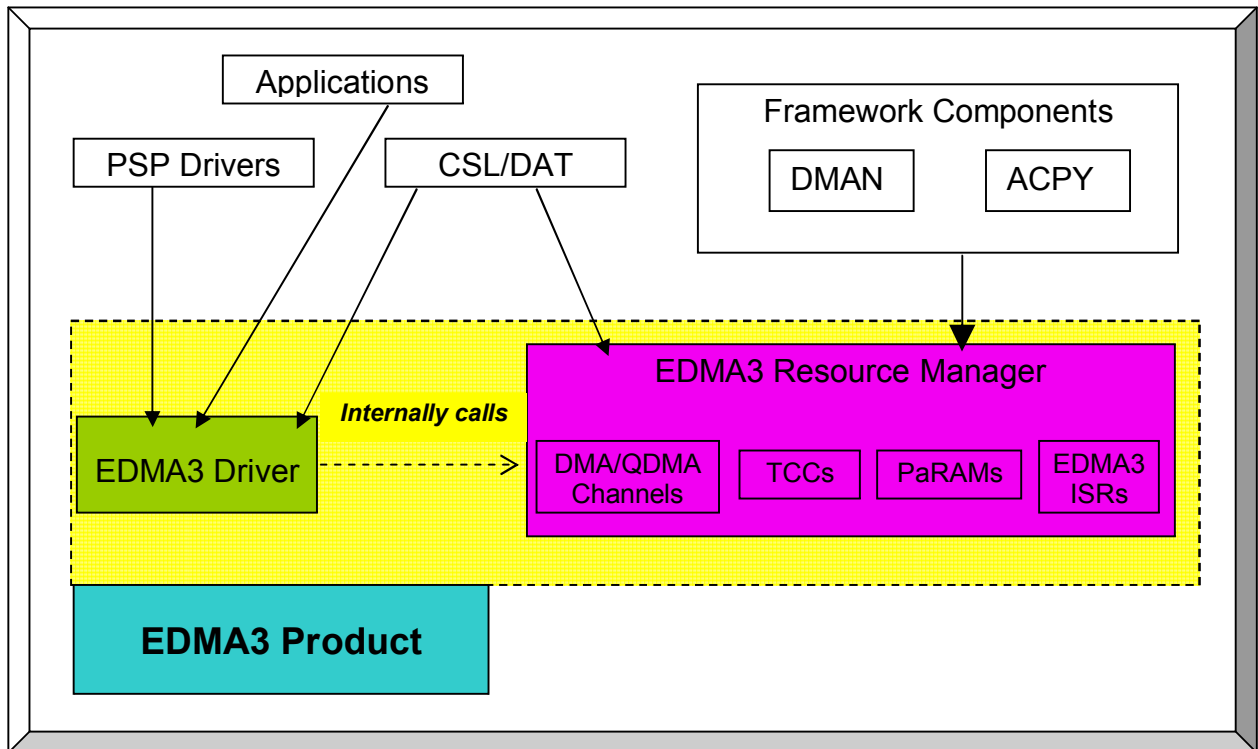 Applications
Framework Components
PSP Drivers
CSL/DAT
DMAN
ACPY
EDMA3 Resource Manager
Internally calls
EDMA3 Driver
DMA/QDMA
Channels
TCCs
PaRAMs
EDMA3
ISRs
EDMA3 Product